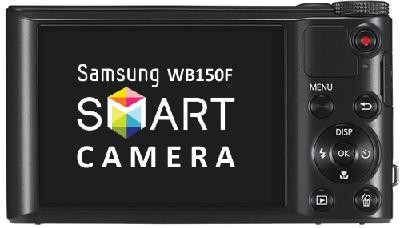 Samsung WB150F
SMART
CAMERA
MENU
DISP
OK